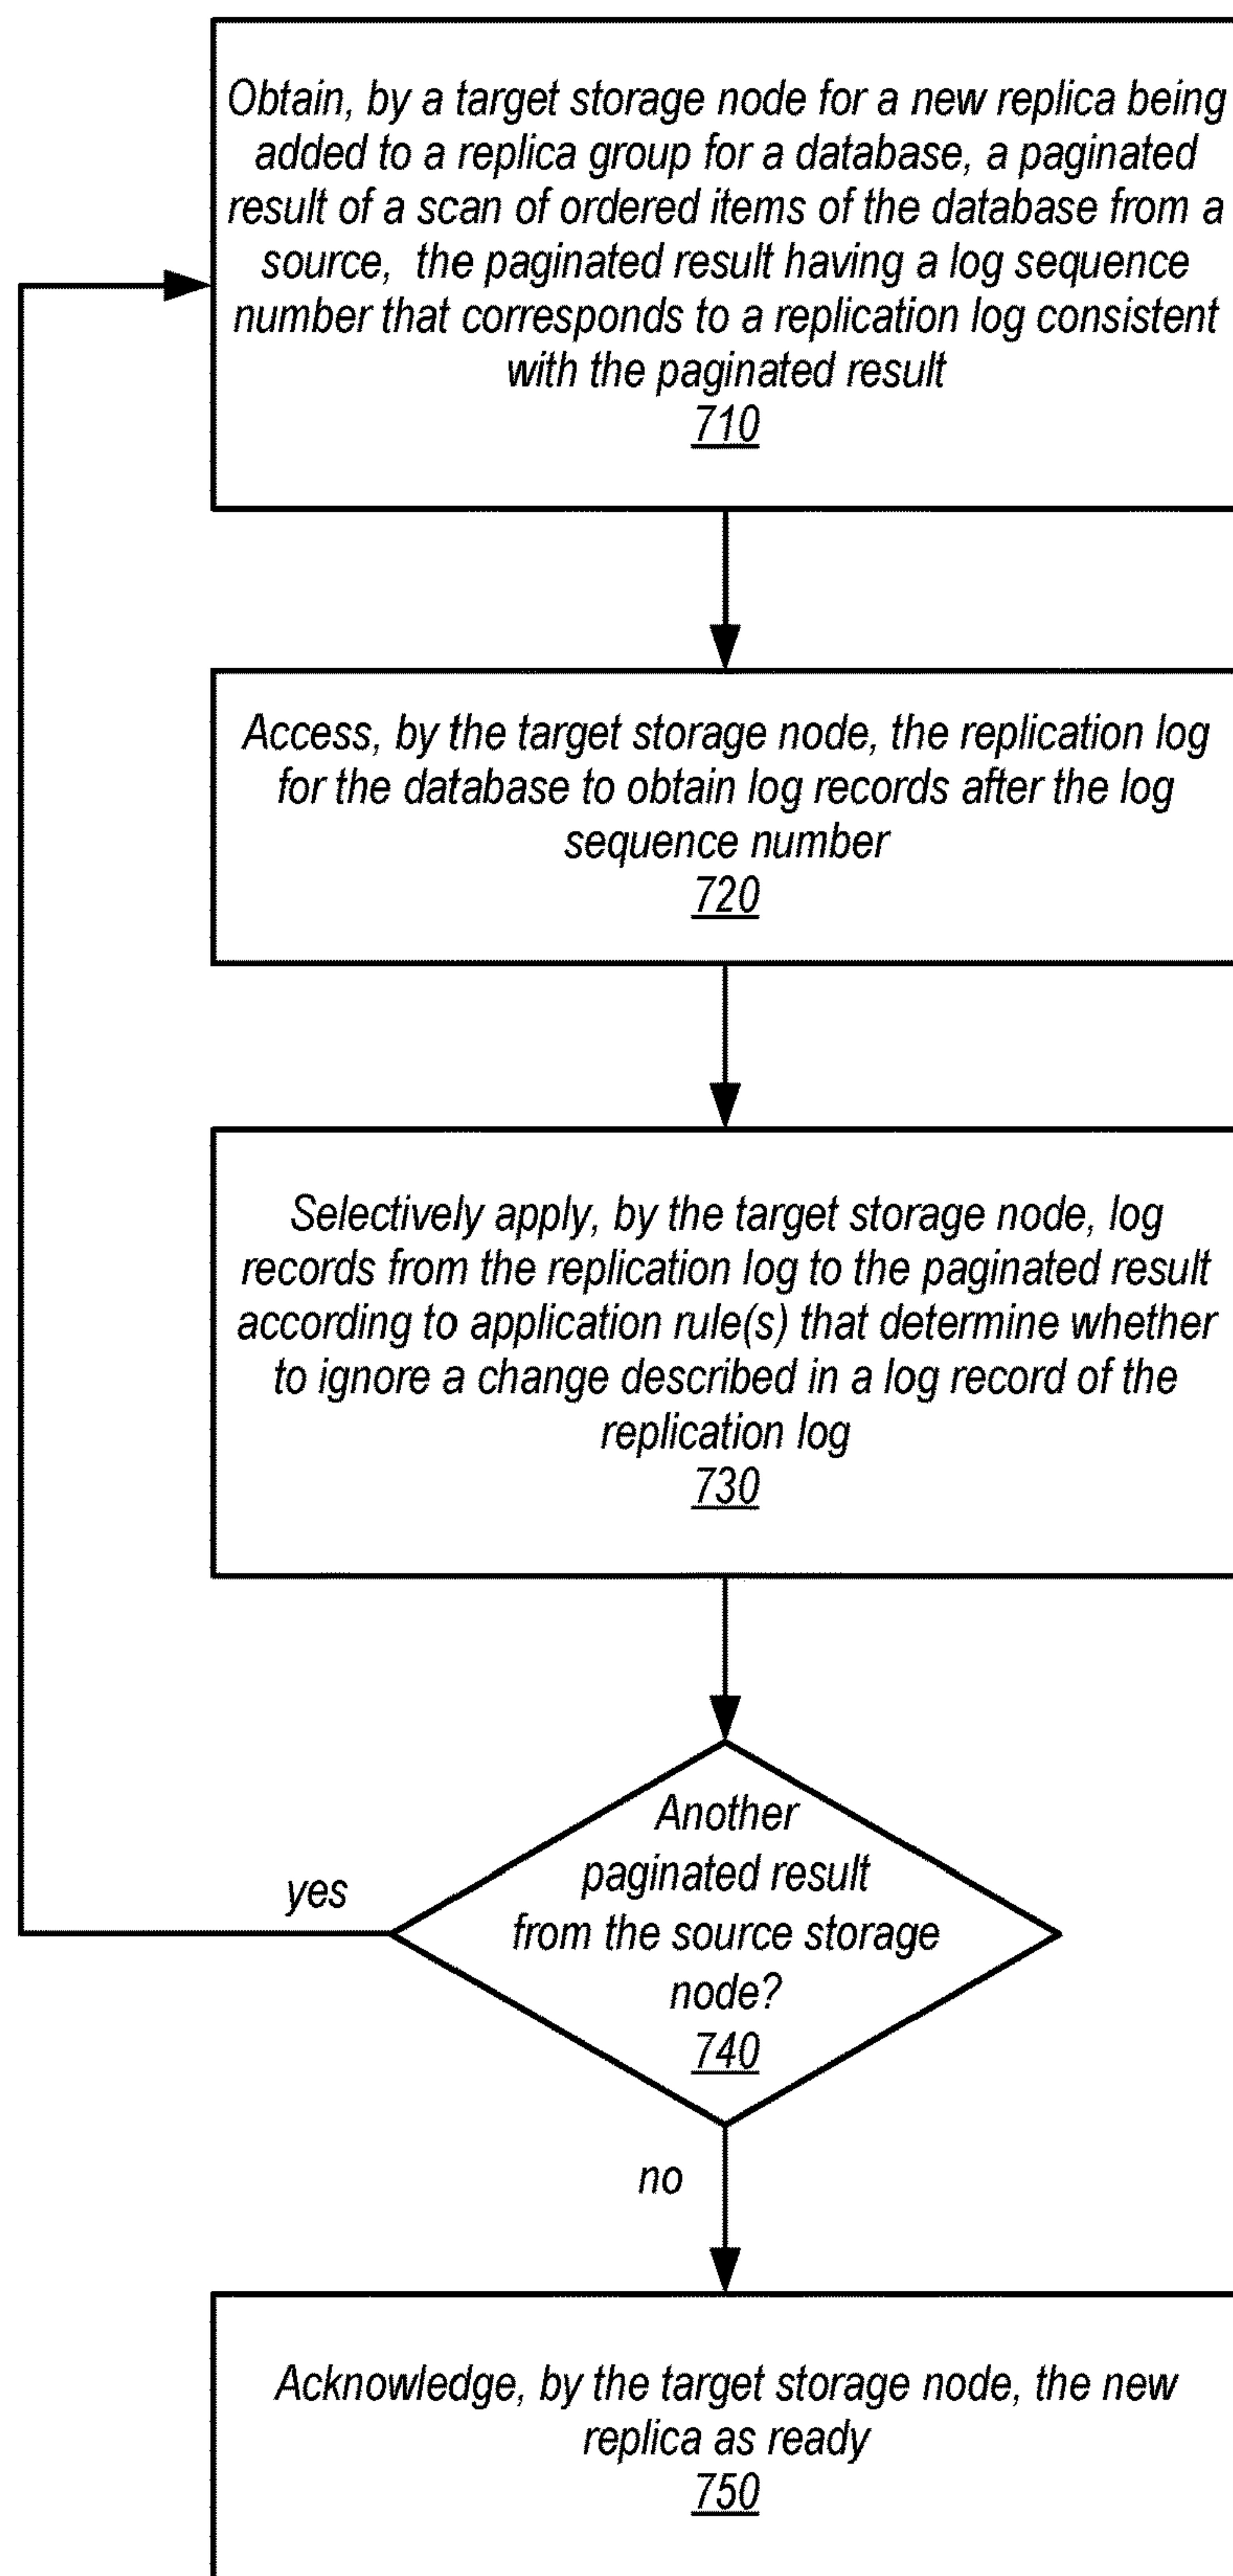 Obtain, by a target storage node for a new replica being
added to a replica group for a database, a paginated
result of a scan of ordered items of the database from a
source, the paginated result having a log sequence
number that corresponds to a replication log consistent
with the paginated result
710
Access, by the target storage node, the replication log
for the database to obtain log records after the log
sequence number
720
Selectively apply, by the target storage node, log
records from the replication log to the paginated result
according to application rule(s) that determine whether
to ignore a change described in a log record of the
replication log
730
Another
paginated result
from the source storage
node?
740
yes
no
Acknowledge, by the target storage node, the new
replica as ready
750